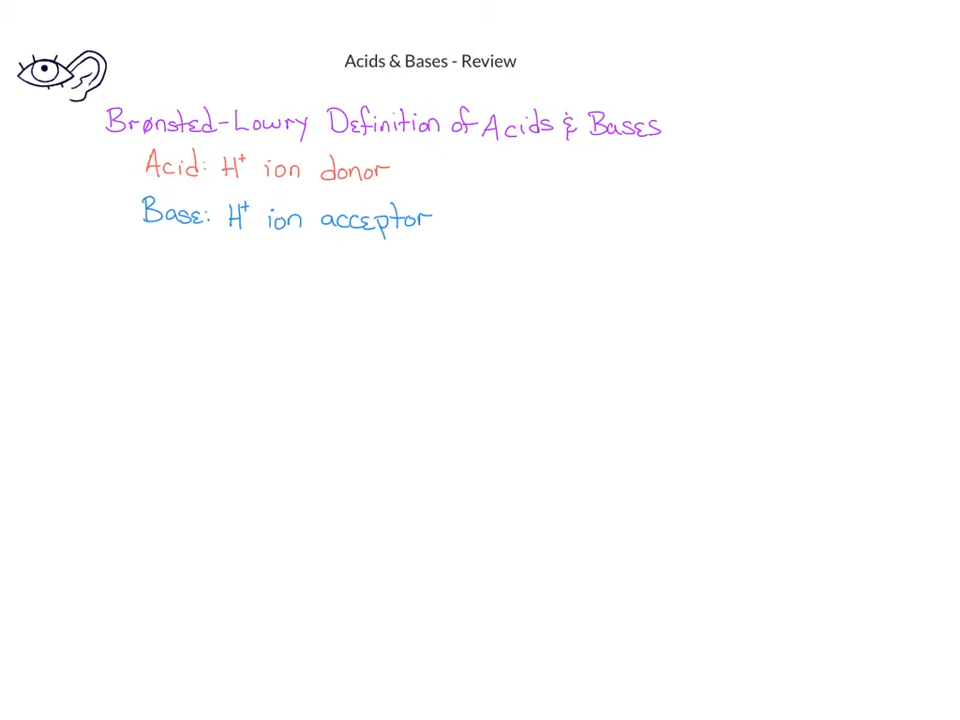 Acids & Bases - Review
Brønsted-Lowry Definition of Acids & Bases
Acid: H⁺ ion donor
Base: H⁺ ion acceptor